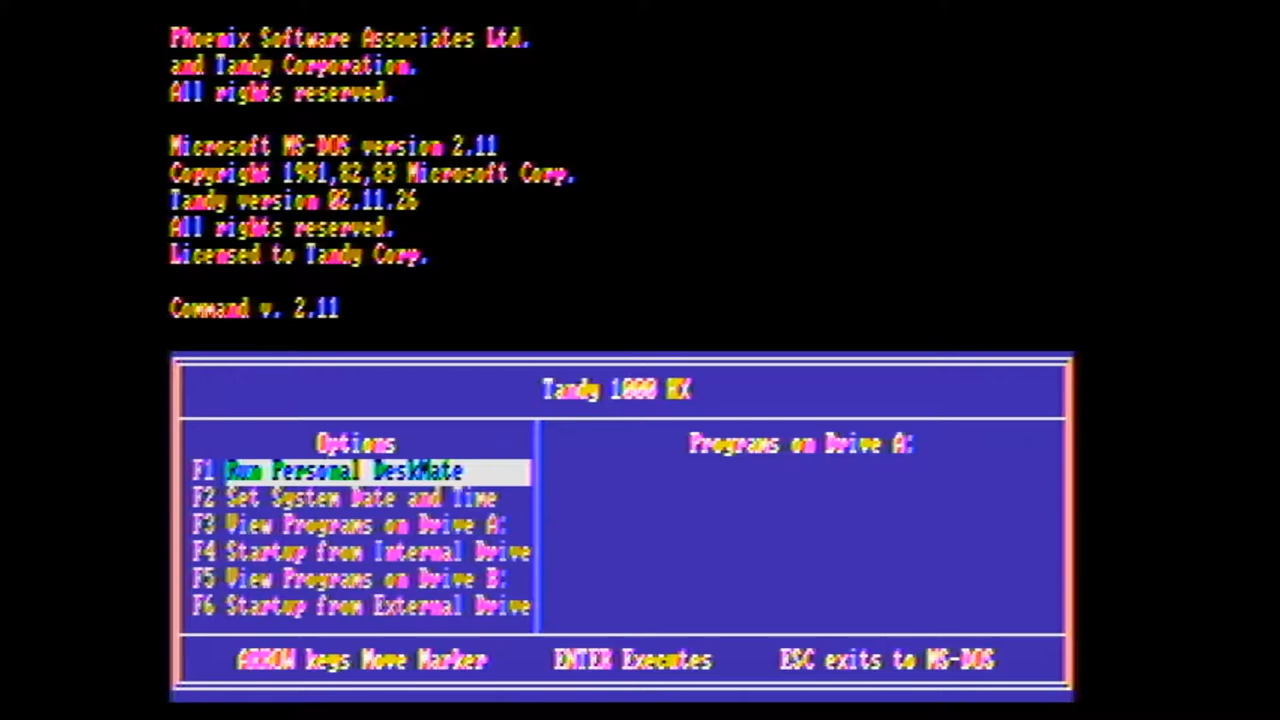 Phoenix Software Associates Ltd.
and Tandy Corporation.
All rights reserved.
Microsoft MS-DOS version 2.11
Copyright 1981,82,83 Microsoft Corp.
Tandy version 02.11.26
All rights reserved.
Licensed to Tandy Corp.
Command v. 2.11
Tandy 1000 HX
Options
Programs on Drive A:
F1 Run Personal DeskMate
F2 Set System Date and Time
F3 View Programs on Drive A:
F4 Startup from Internal Drive
F5 View Programs on Drive B:
F6 Startup from External Drive
ARROW keys Move Marker ENTER Executes ESC exits to MS-DOS